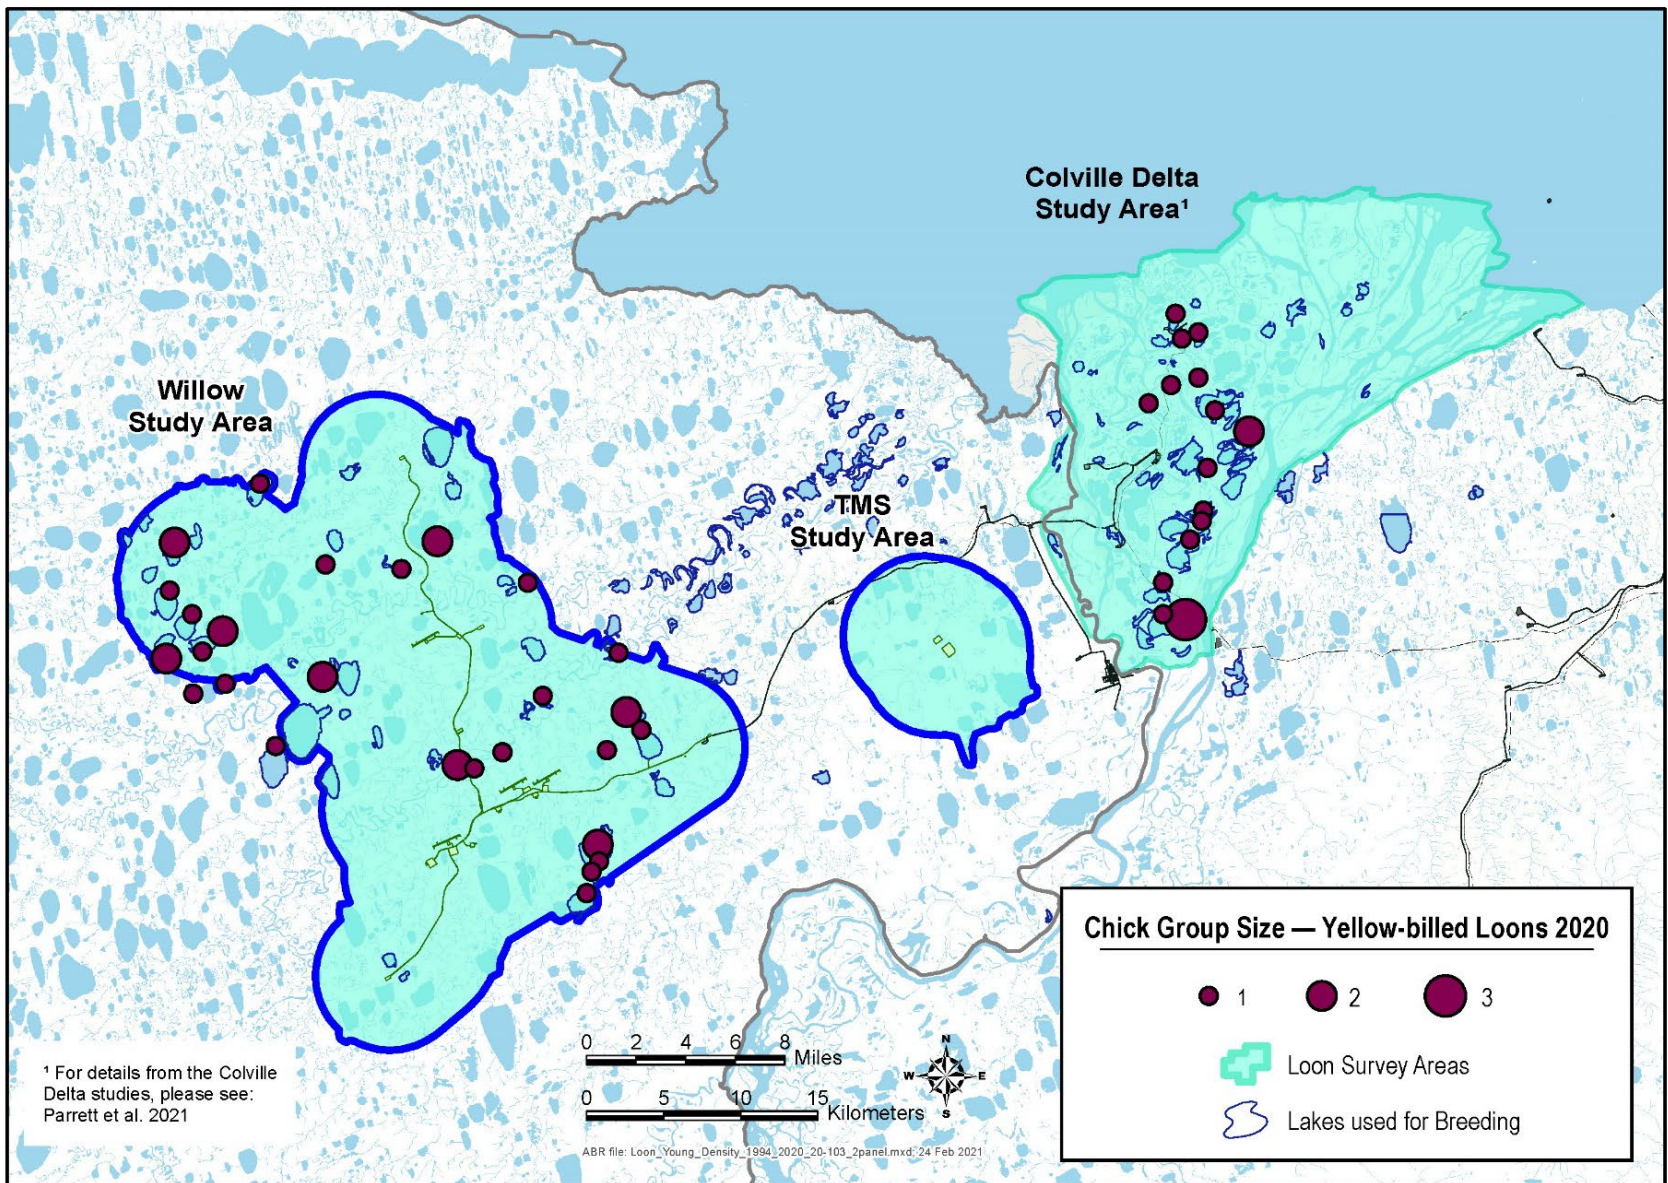 Colville Delta
Study Area¹
Willow
Study Area
TMS
Study Area
Chick Group Size — Yellow-billed Loons 2020
1 2 3
Loon Survey Areas
Lakes used for Breeding
0 2 4 6 8 Miles
0 5 10 15 Kilometers
N
W E
S
¹ For details from the Colville
Delta studies, please see:
Parrett et al. 2021
ABR file: Loon_Young_Density_1994_2020_20-103_2panel.mxd; 24 Feb 2021